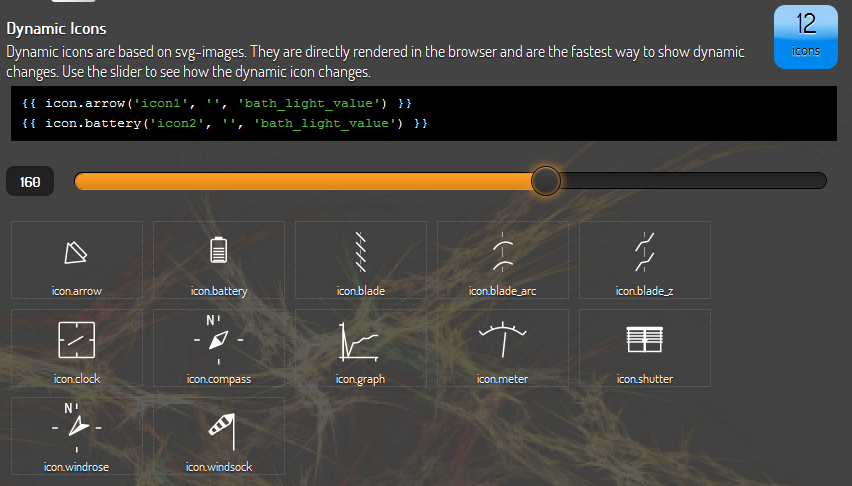 Dynamic Icons
12
icons
Dynamic icons are based on svg-images. They are directly rendered in the browser and are the fastest way to show dynamic
changes. Use the slider to see how the dynamic icon changes.
{{ icon.arrow('icon1', '', 'bath_light_value') }}
{{ icon.battery('icon2', '', 'bath_light_value') }}
160
icon.arrow
icon.battery
icon.blade
icon.blade_arc
icon.blade_z
icon.clock
N
icon.compass
icon.graph
icon.meter
icon.shutter
N
icon.windrose
icon.windsock